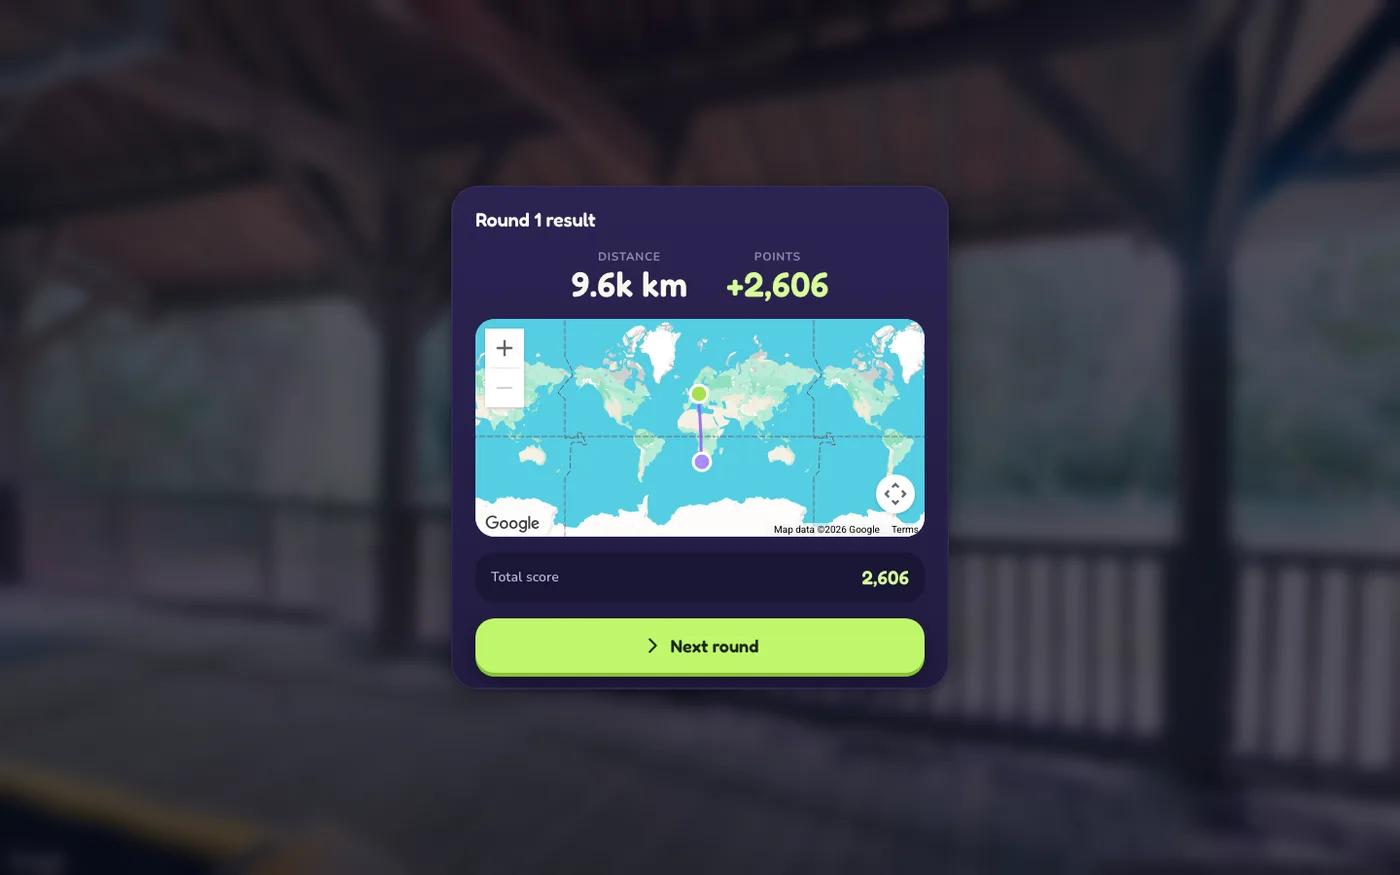 Round 1 result
DISTANCE
9.6k km
POINTS
+2,606
Google
Map data ©2026 Google
Terms
Total score
2,606
Next round